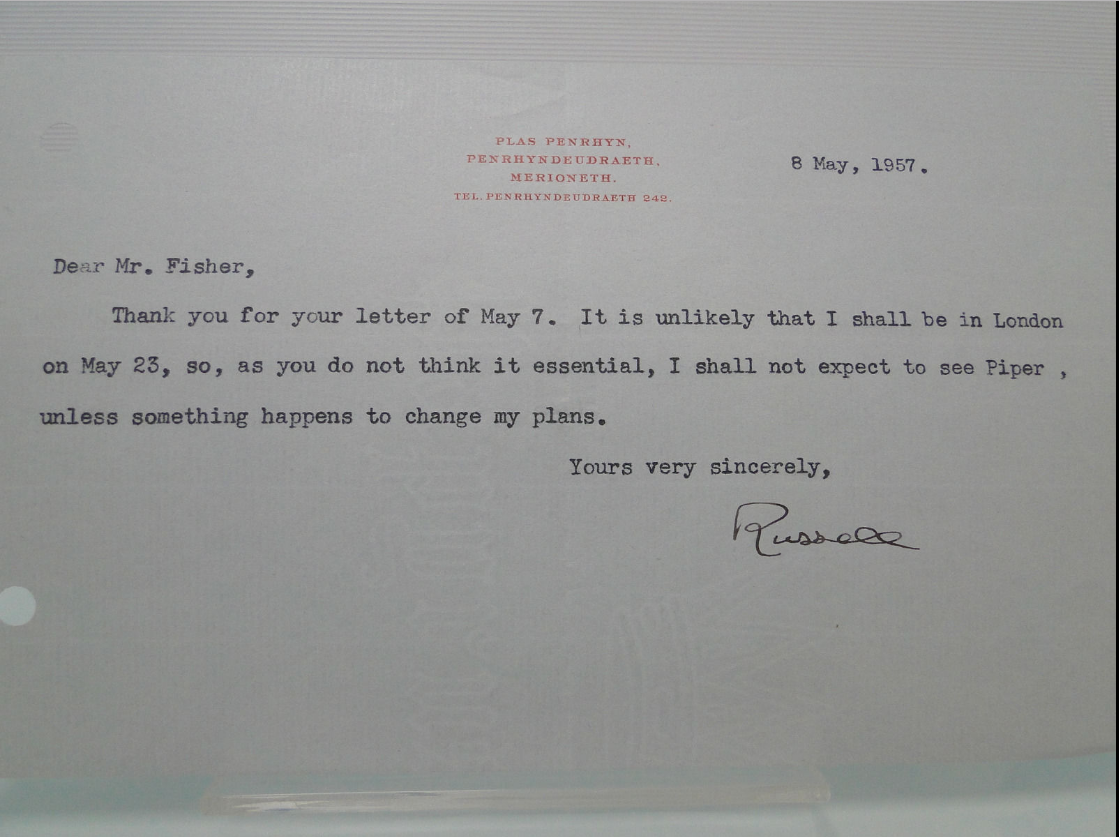 PLAS PENRHYN,
PENRHYNDEUDRAETH,
MERIONETH.
TEL. PENRHYNDEUDRAETH 242.
8 May, 1957.
Dear Mr. Fisher,
Thank you for your letter of May 7. It is unlikely that I shall be in London
on May 23, so, as you do not think it essential, I shall not expect to see Piper ,
unless something happens to change my plans.
Yours very sincerely,
Russell